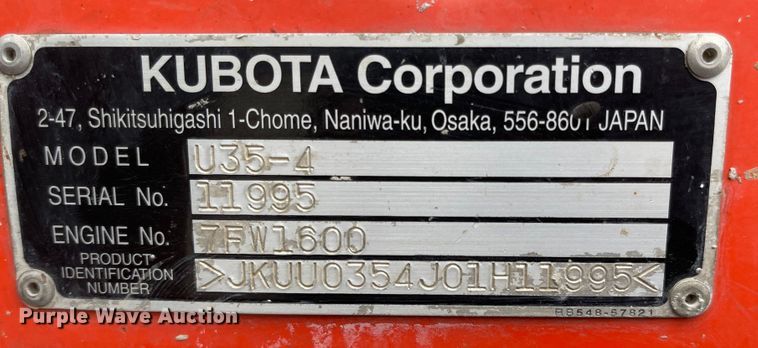 KUBOTA Corporation
2-47, Shikitsuhigashi 1-Chome, Naniwa-ku, Osaka, 556-8601 JAPAN
MODEL U35-4
SERIAL No. 11995
ENGINE No. 7FW1600
PRODUCT
IDENTIFICATION >JKUU0354J01H11995<
NUMBER
RB548-57821
Purple Wave Auction